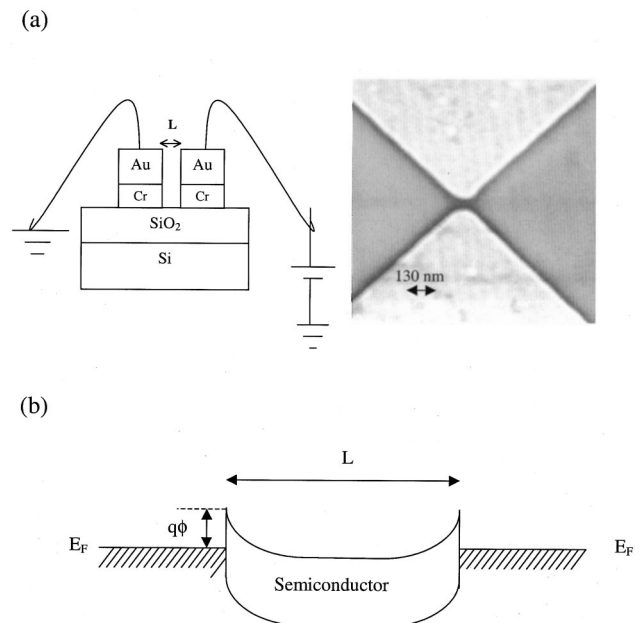 (a)
L
Au Au
Cr Cr
SiO₂
Si
130 nm
(b)
L
qϕ
E_F E_F
Semiconductor